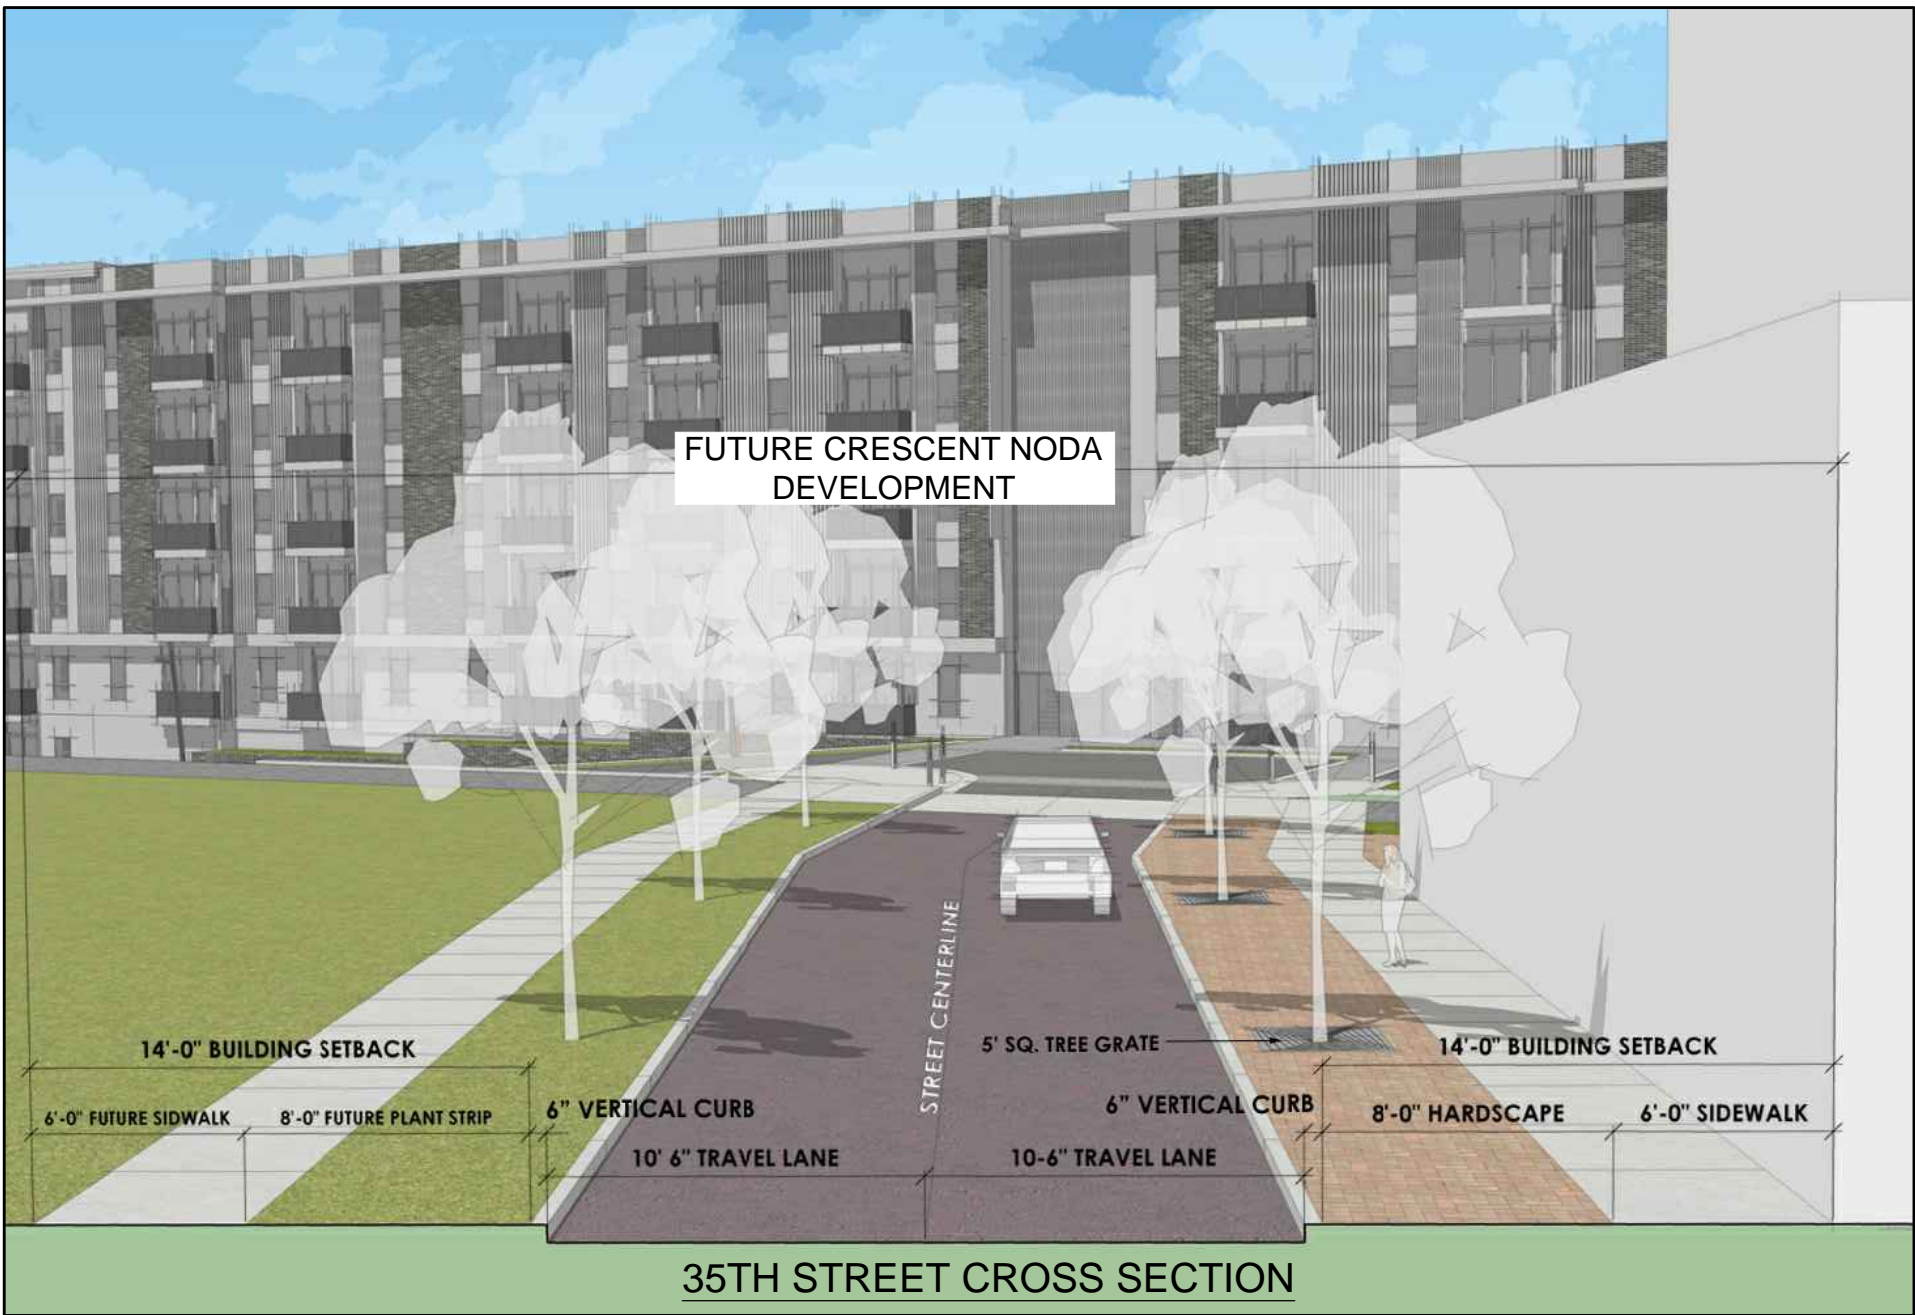 FUTURE CRESCENT NODA
DEVELOPMENT
STREET CENTERLINE
5' SQ. TREE GRATE
14'-0" BUILDING SETBACK
14'-0" BUILDING SETBACK
6'-0" FUTURE SIDWALK
8'-0" FUTURE PLANT STRIP
6" VERTICAL CURB
6" VERTICAL CURB
8'-0" HARDSCAPE
6'-0" SIDEWALK
10' 6" TRAVEL LANE
10-6" TRAVEL LANE
35TH STREET CROSS SECTION